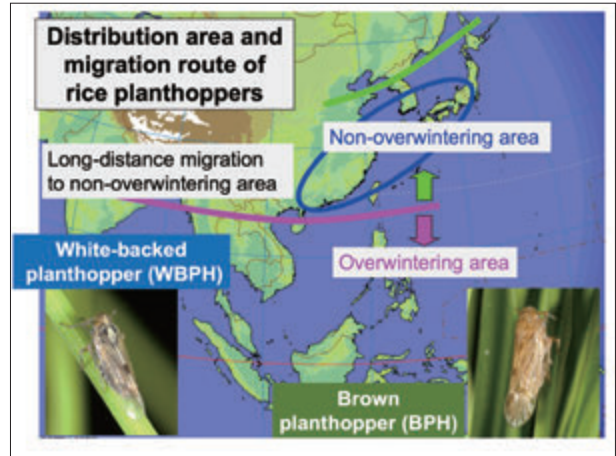 Distribution area and
migration route of
rice planthoppers
Non-overwintering area
Long-distance migration
to non-overwintering area
White-backed
planthopper (WBPH)
Overwintering area
Brown
planthopper (BPH)